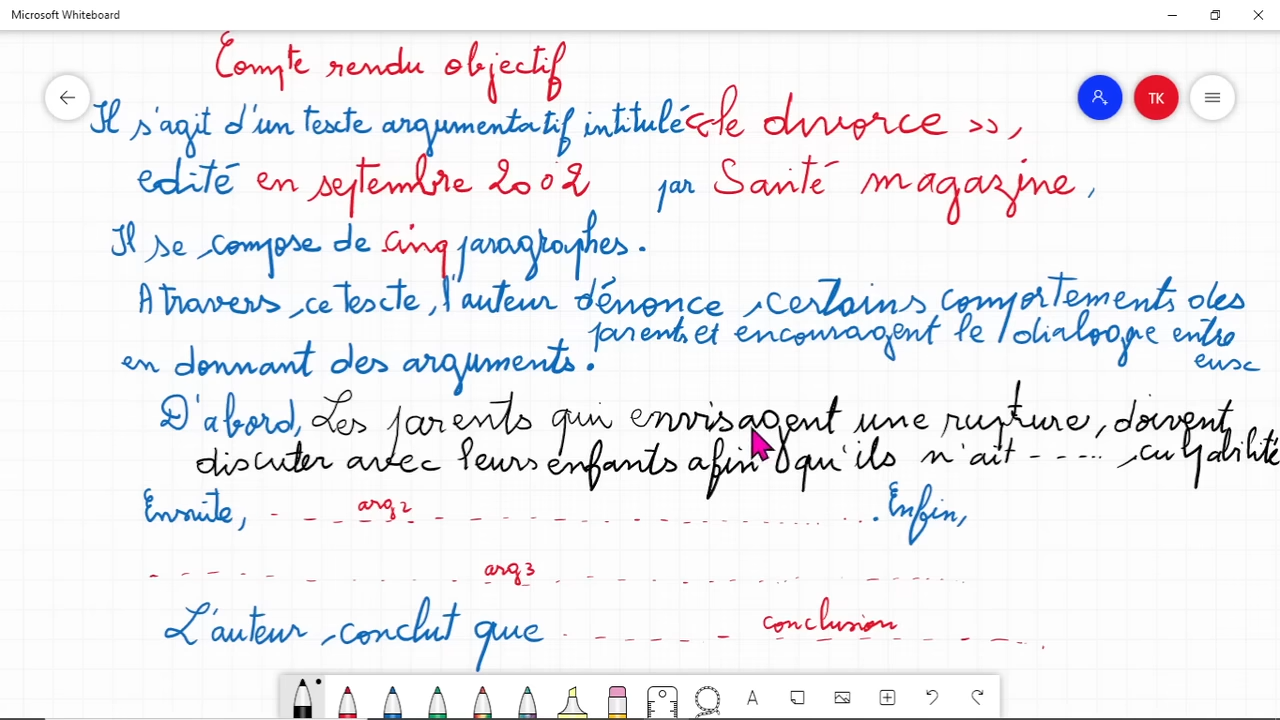 Microsoft Whiteboard
Compte rendu objectif
TK
Il s'agit d'un texte argumentatif intitulé <<le divorce >>,
edité en septembre 2002 par Santé magazine,
Il se compose de cinq paragraphes.
A travers, ce texte, l'auteur dénonce certains comportements des
parents et encouragent le dialogue entre
eux
en donnant des arguments.
D'abord, Les parents qui envisagent une rupture, doivent
discuter avec leurs enfants afin qu'ils n'ait ------ culpabilité
Ensuite, - - - arg2 - - - - - - - . Enfin,
- - - - - - - arg3 - - - - - - -
L'auteur conclut que - - - - - conclusion - - - - .
A